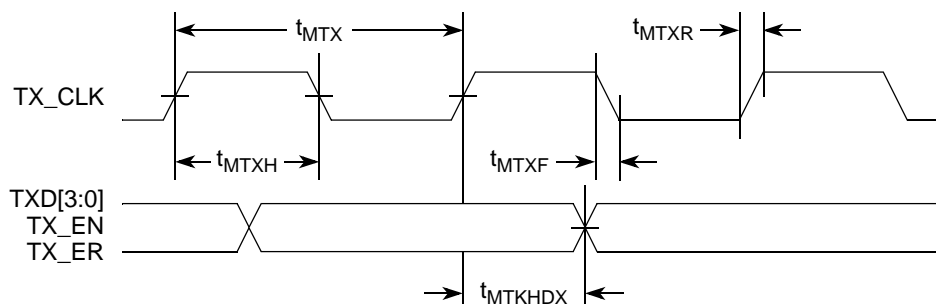 tMTX
tMTXR
TX_CLK
tMTXH
tMTXF
TXD[3:0]
TX_EN
TX_ER
tMTKHDX